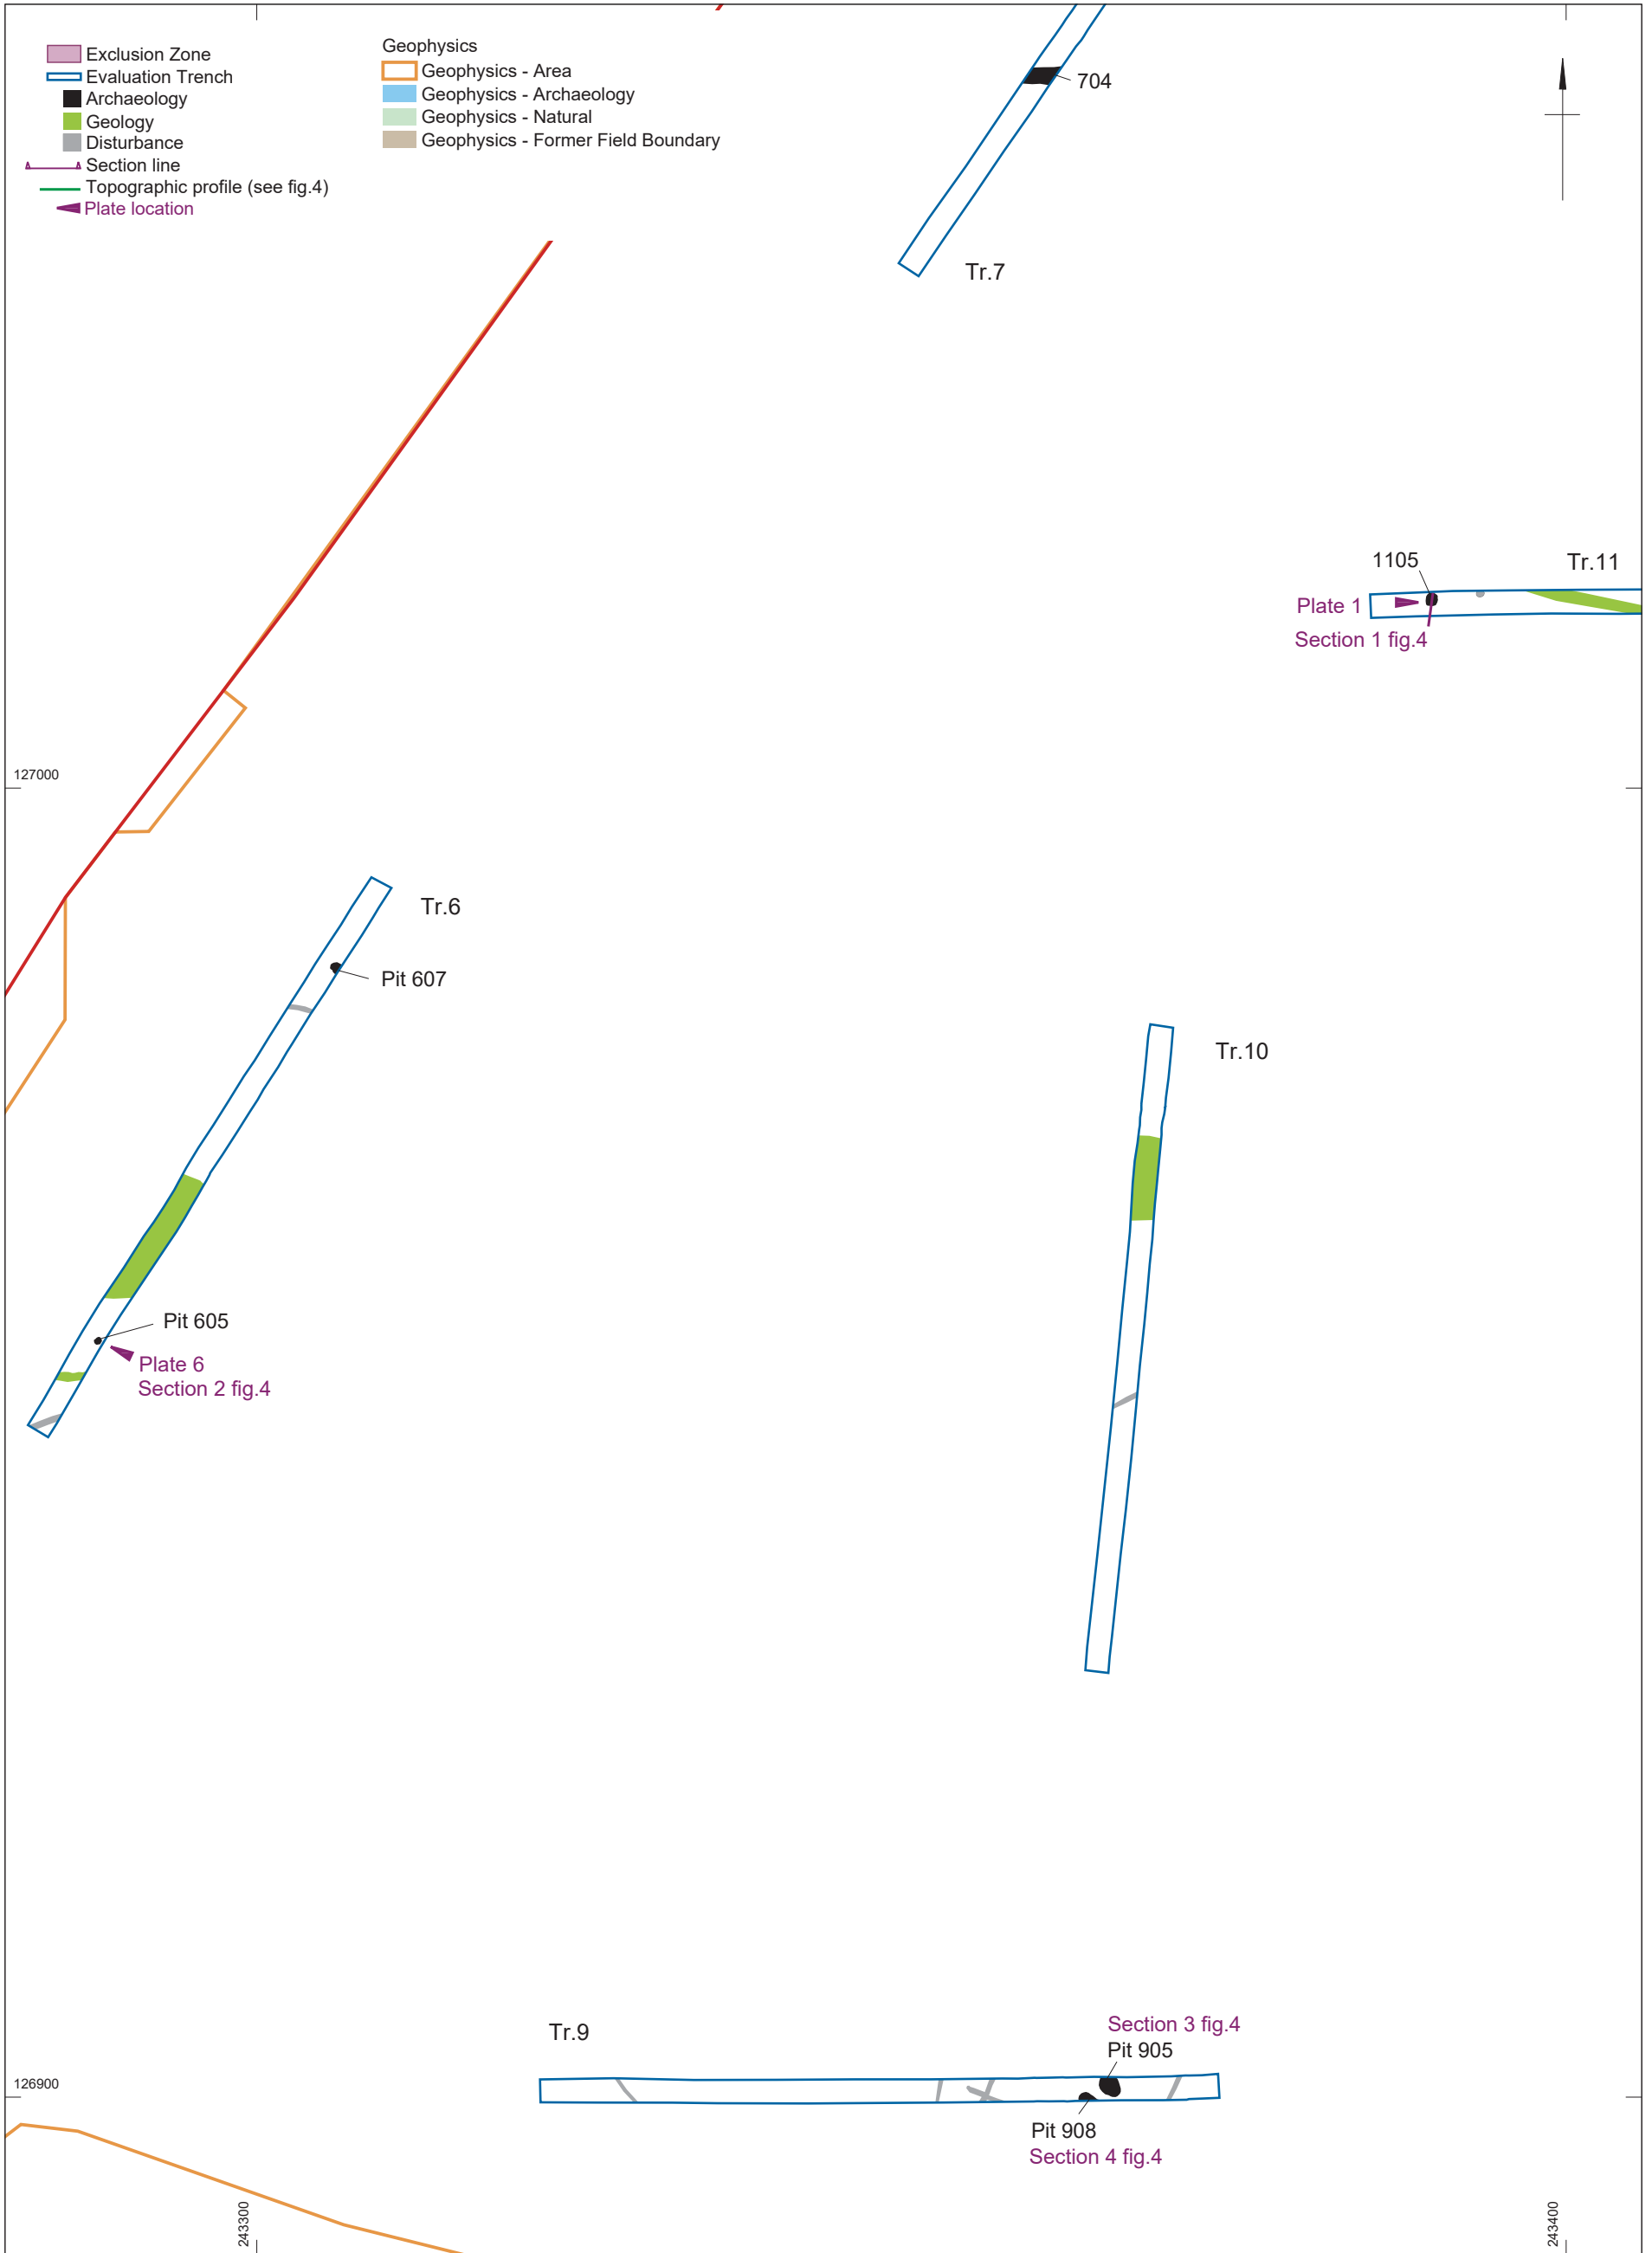 Exclusion Zone
Evaluation Trench
Archaeology
Geology
Disturbance
Section line
Topographic profile (see fig.4)
Plate location
Geophysics
Geophysics - Area
Geophysics - Archaeology
Geophysics - Natural
Geophysics - Former Field Boundary
704
Tr.7
1105
Tr.11
Plate 1
Section 1 fig.4
127000
Tr.6
Pit 607
Tr.10
Pit 605
Plate 6
Section 2 fig.4
Tr.9
Section 3 fig.4
Pit 905
126900
Pit 908
Section 4 fig.4
243300
243400